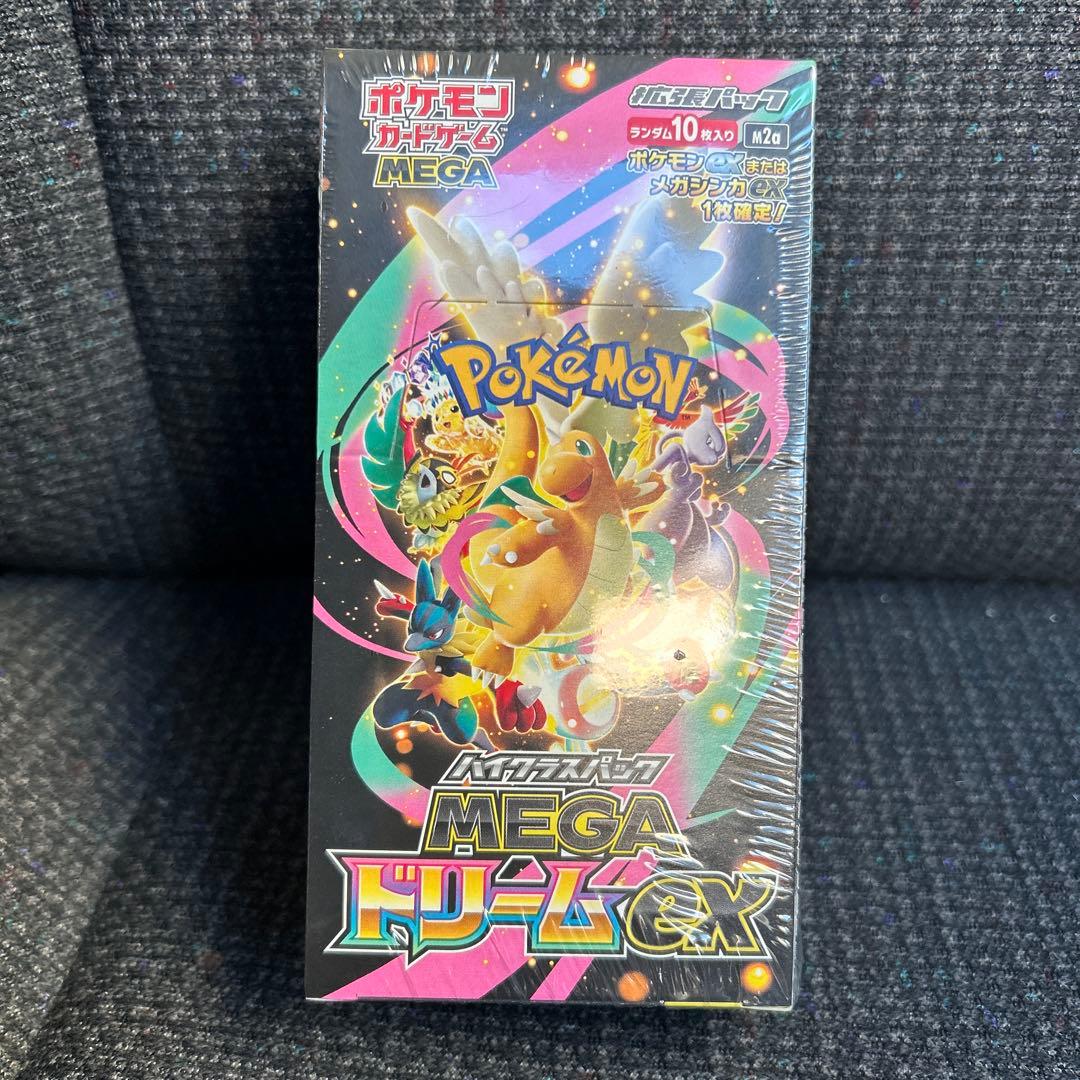 ポケモン
カードゲーム™
MEGA
拡張パック
ランダム10枚入り M2a
ポケモンexまたは
メガシンカex
1枚確定!
POKéMON
TM
ハイクラスパック
MEGA
ドリームex